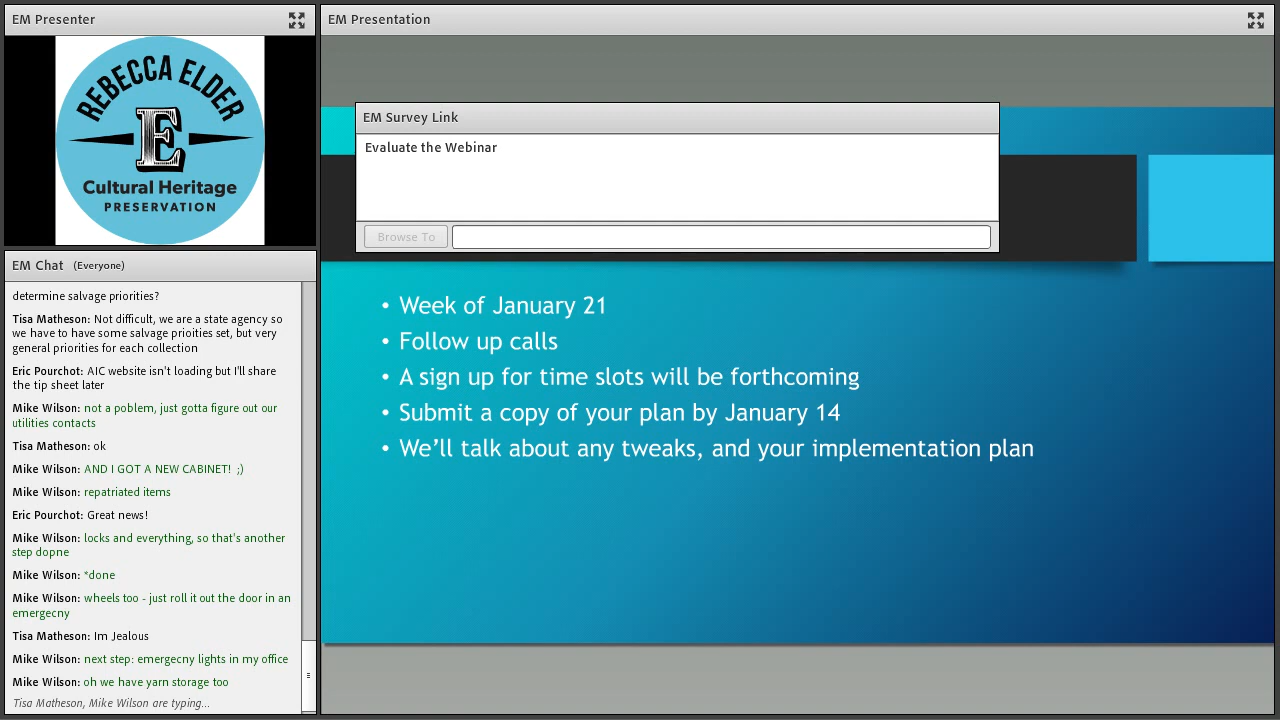 EM Presenter
REBECCA ELDER
E
Cultural Heritage
PRESERVATION
EM Chat (Everyone)
determine salvage priorities?
Tisa Matheson: Not difficult, we are a state agency so
we have to have some salvage prioities set, but very
general priorities for each collection
Eric Pourchot: AIC website isn't loading but I'll share
the tip sheet later
Mike Wilson: not a poblem, just gotta figure out our
utilities contacts
Tisa Matheson: ok
Mike Wilson: AND I GOT A NEW CABINET! ;)
Mike Wilson: repatriated items
Eric Pourchot: Great news!
Mike Wilson: locks and everything, so that's another
step dopne
Mike Wilson: *done
Mike Wilson: wheels too - just roll it out the door in an
emergecny
Tisa Matheson: Im Jealous
Mike Wilson: next step: emergecny lights in my office
Mike Wilson: oh we have yarn storage too
Tisa Matheson, Mike Wilson are typing...
EM Presentation
EM Survey Link
Evaluate the Webinar
Browse To
• Week of January 21
• Follow up calls
• A sign up for time slots will be forthcoming
• Submit a copy of your plan by January 14
• We’ll talk about any tweaks, and your implementation plan